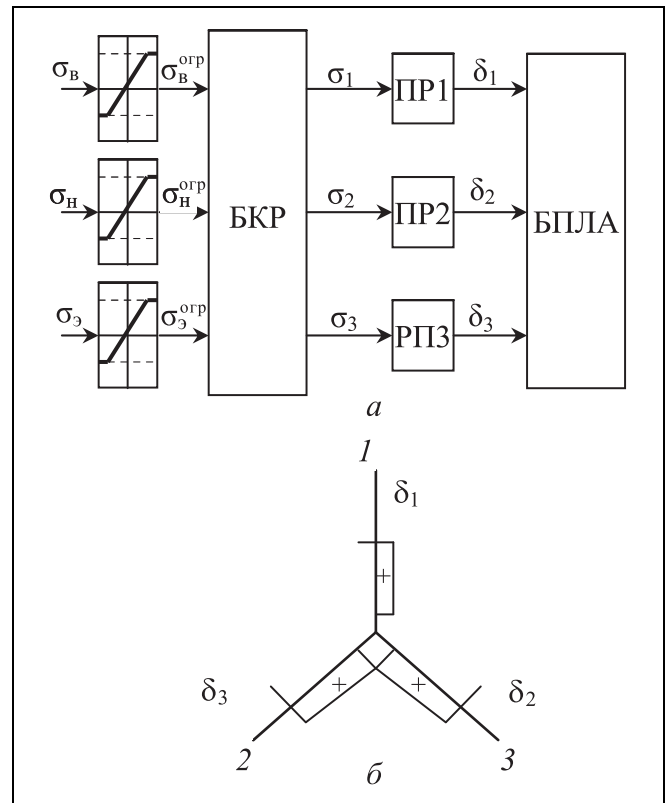 σв σв огр σ1 ПР1 δ1
σн σн огр БКР σ2 ПР2 δ2 БПЛА
σэ σэ огр σ3 РП3 δ3
а
1
δ1
+
δ3 + + δ2
2 3
б